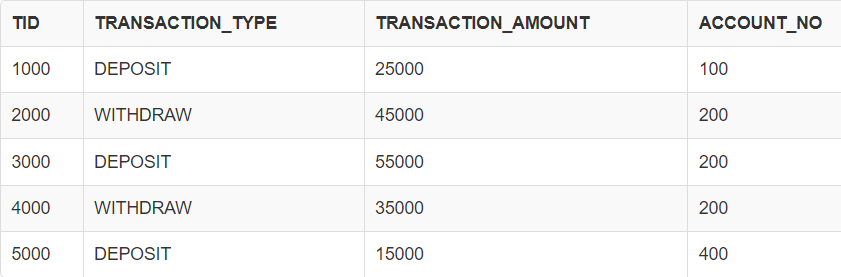 TID TRANSACTION_TYPE TRANSACTION_AMOUNT ACCOUNT_NO
1000 DEPOSIT 25000 100
2000 WITHDRAW 45000 200
3000 DEPOSIT 55000 200
4000 WITHDRAW 35000 200
5000 DEPOSIT 15000 400